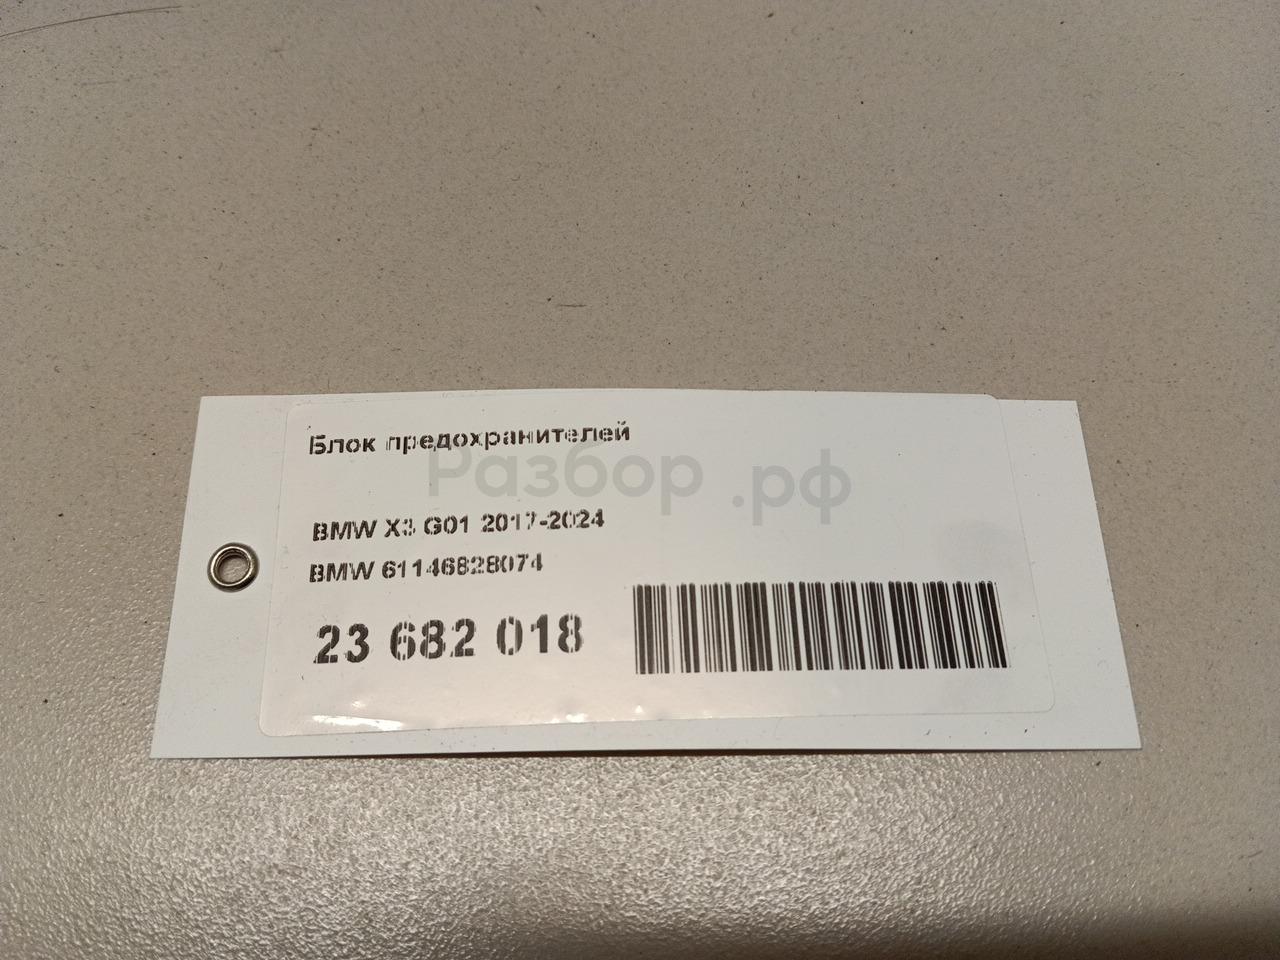 Блок предохранителей
Разбор.рф
BMW X3 G01 2017-2024
BMW 61146828074
23 682 018